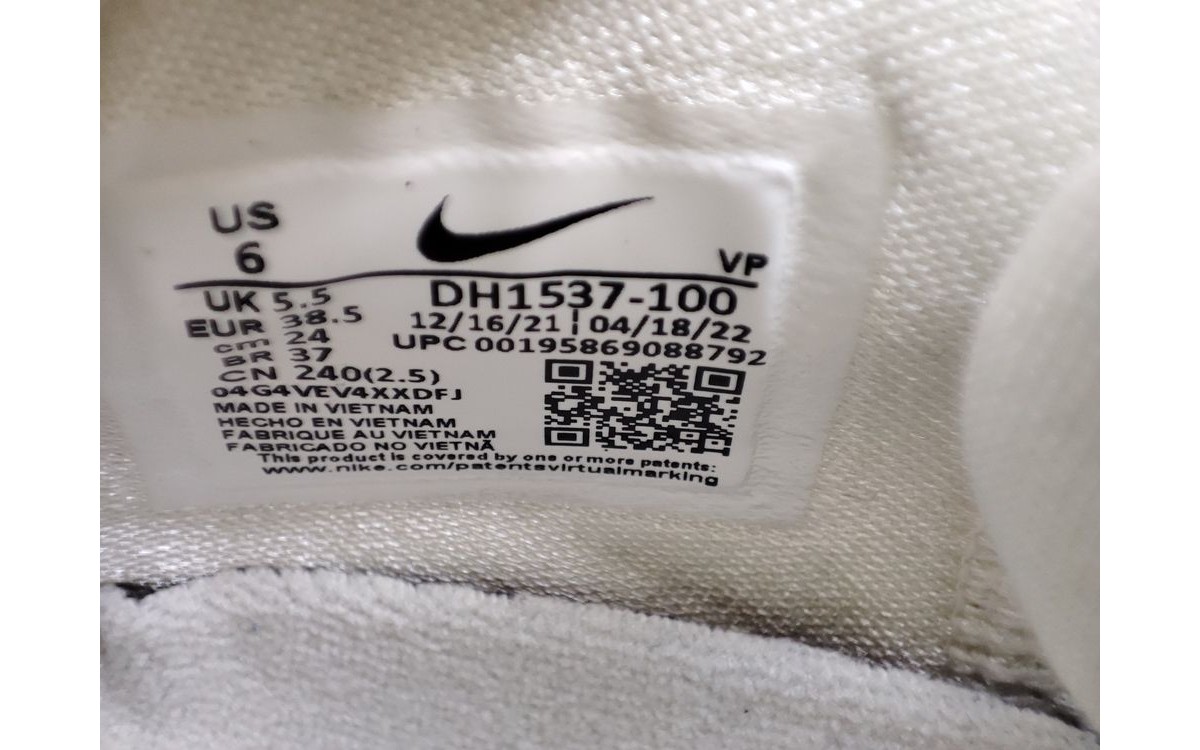 US
6
VP
UK 5.5
EUR 38.5
cm 24
BR 37
CN 240(2.5)
DH1537-100
12/16/21 | 04/18/22
UPC 00195869088792
04G4VEV4XXDFJ
MADE IN VIETNAM
HECHO EN VIETNAM
FABRIQUE AU VIETNAM
FABRICADO NO VIETNÃ
This product is covered by one or more patents:
www.nike.com/patentsvirtualmarking